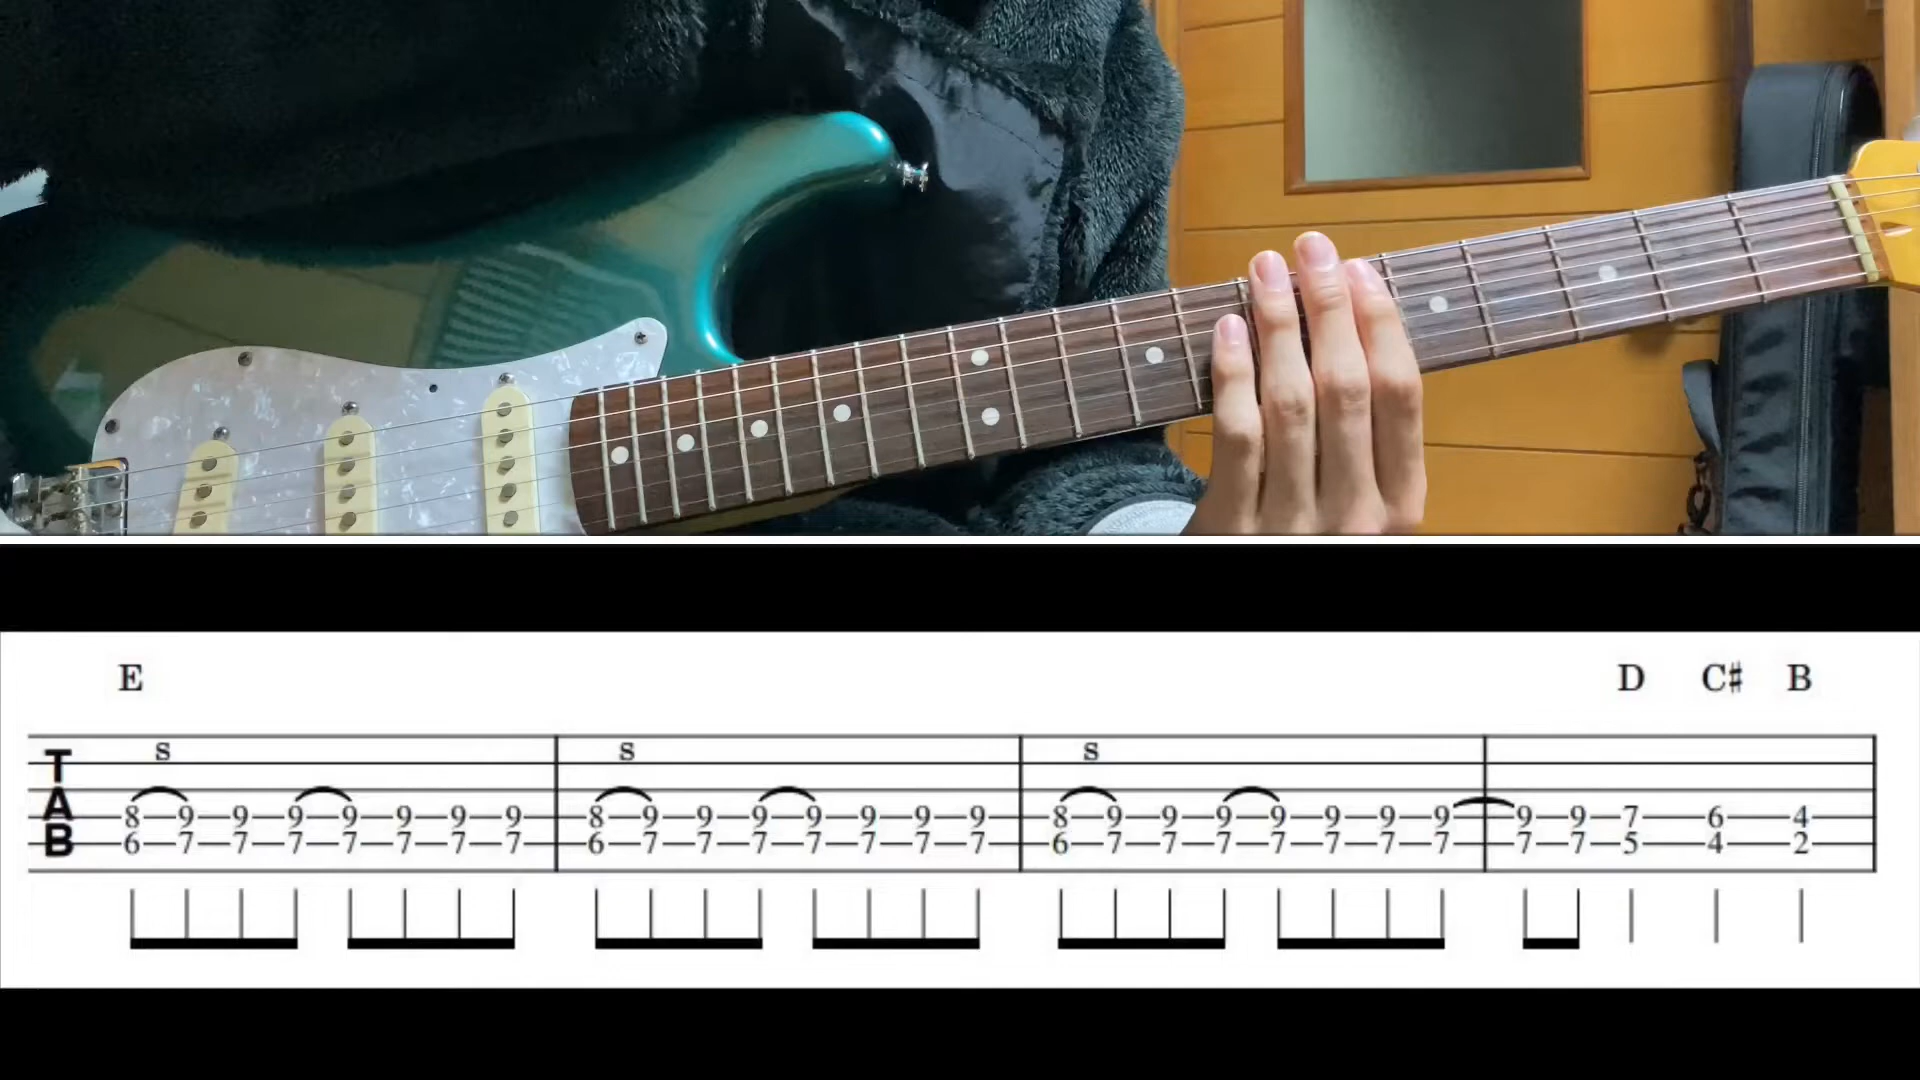 E D C♯ B
s s s
T
A
B
8 9 9 9 9 9 9 9 8 9 9 9 9 9 9 9 8 9 9 9 9 9 9 9 9 9 7 6 4
6 7 7 7 7 7 7 7 6 7 7 7 7 7 7 7 6 7 7 7 7 7 7 7 7 7 5 4 2